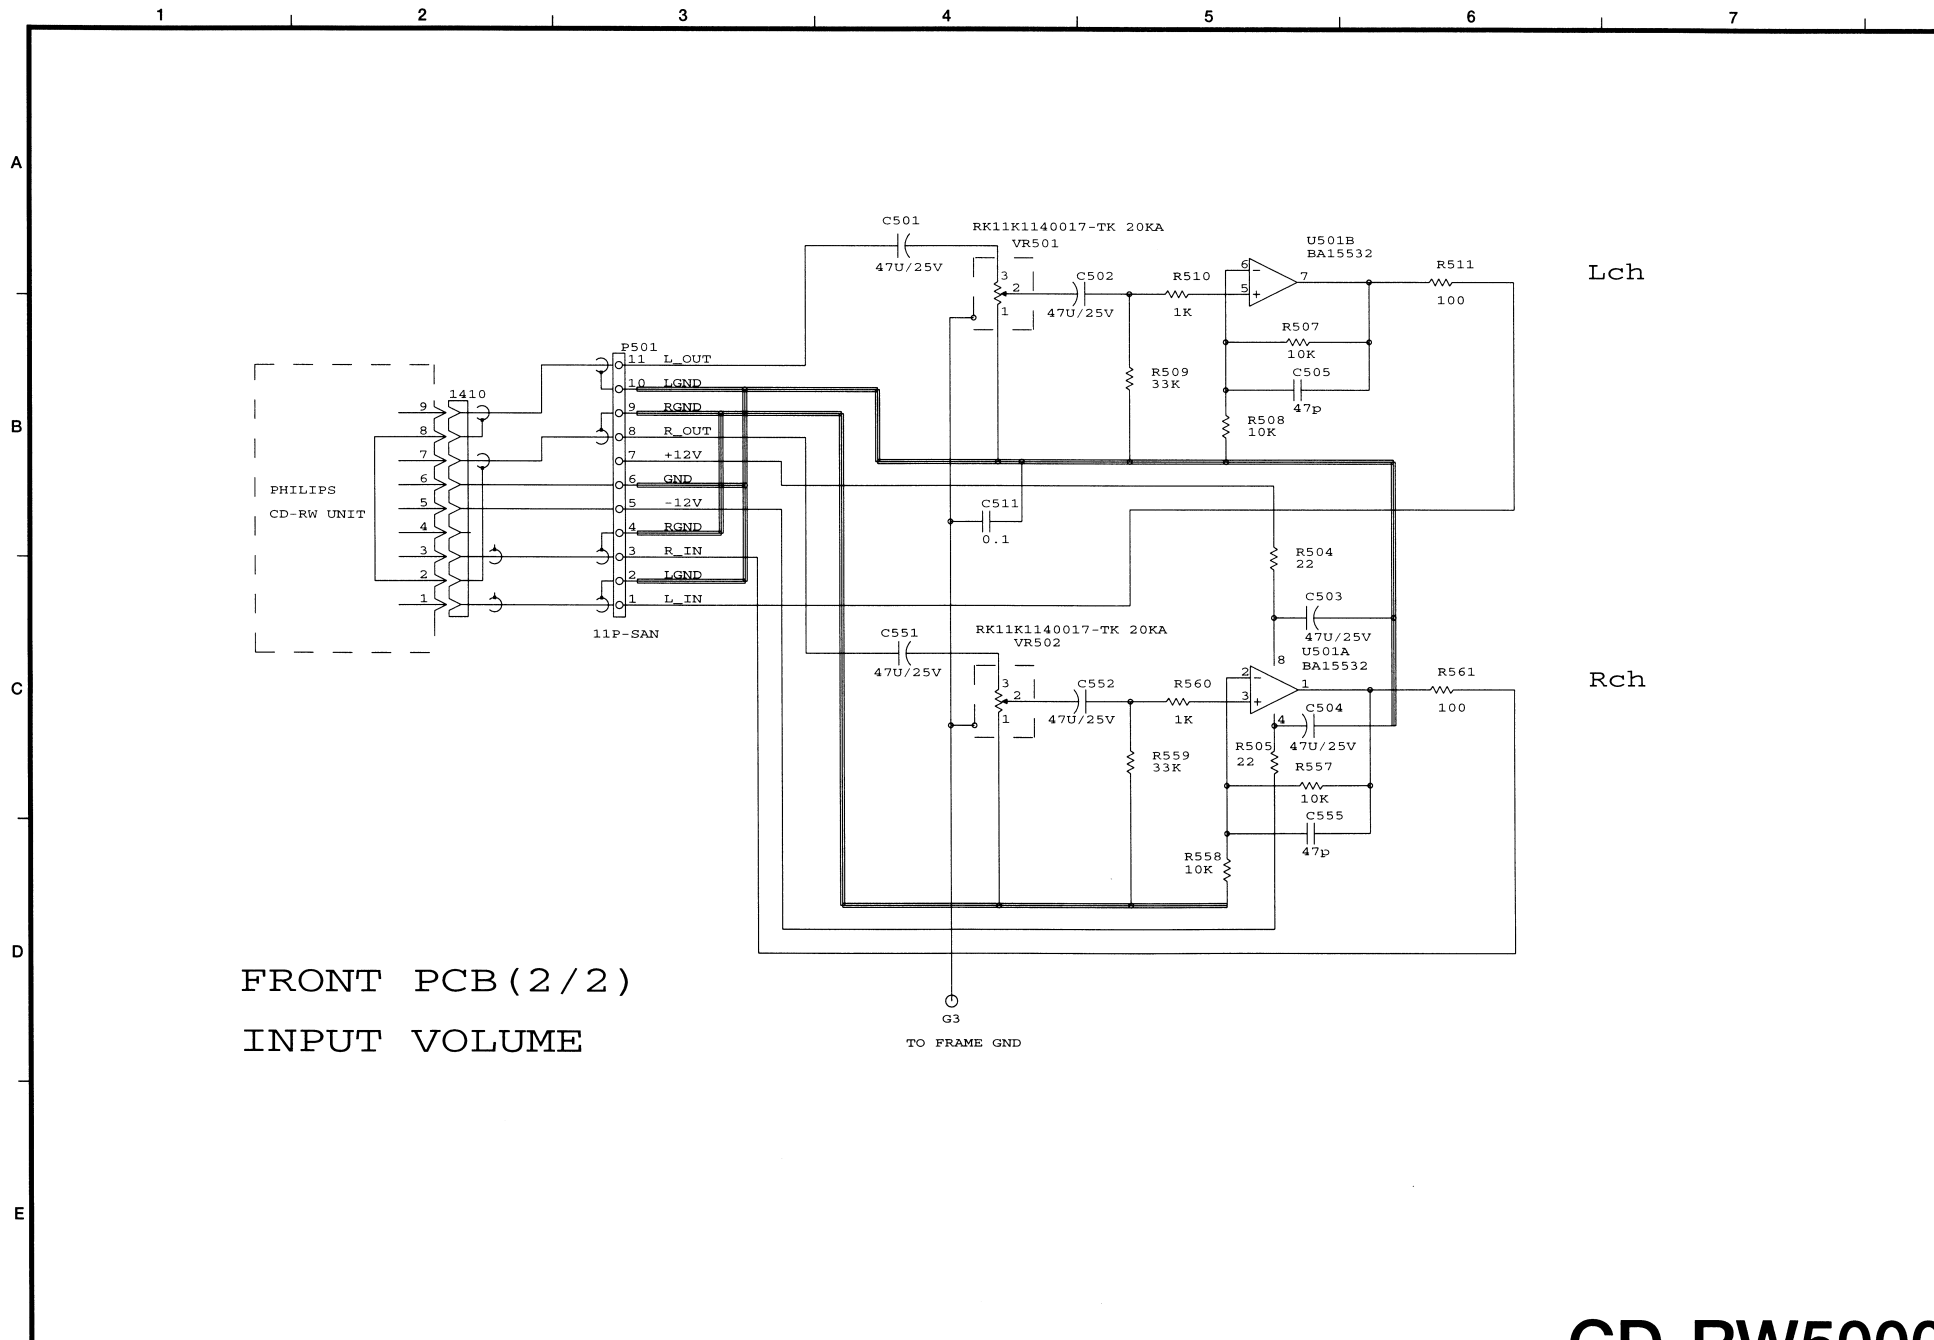 1 2 3 4 5 6 7
A
B
C
D
E
C501
47U/25V
RK11K1140017-TK 20KA
VR501
3
2
1
C502
47U/25V
R510
1K
U501B
BA15532
6
5
7
R511
100
Lch
R507
10K
C505
47p
R509
33K
R508
10K
P501
11 L_OUT
10 LGND
9 RGND
8 R_OUT
7 +12V
6 GND
5 -12V
4 RGND
3 R_IN
2 LGND
1 L_IN
11P-SAN
1410
9
8
7
6
5
4
3
2
1
PHILIPS
CD-RW UNIT
C511
0.1
R504
22
C503
47U/25V
U501A
BA15532
C551
47U/25V
RK11K1140017-TK 20KA
VR502
3
2
1
C552
47U/25V
R560
1K
8
2
3
1
4
R561
100
Rch
C504
47U/25V
R505
22
R559
33K
R557
10K
C555
47p
R558
10K
FRONT PCB(2/2)
INPUT VOLUME
G3
TO FRAME GND